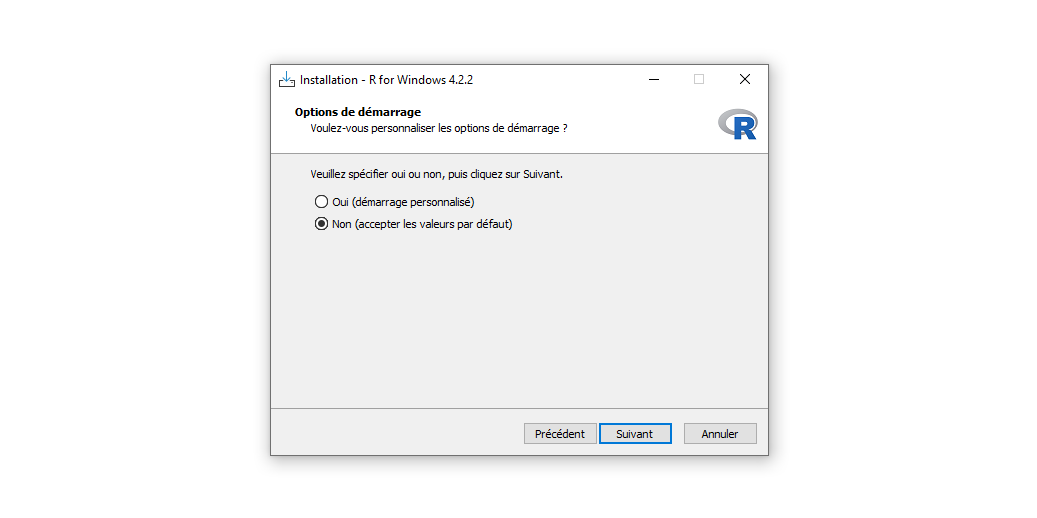 Installation - R for Windows 4.2.2
Options de démarrage
Voulez-vous personnaliser les options de démarrage ?
R
Veuillez spécifier oui ou non, puis cliquez sur Suivant.
Oui (démarrage personnalisé)
Non (accepter les valeurs par défaut)
Précédent Suivant Annuler